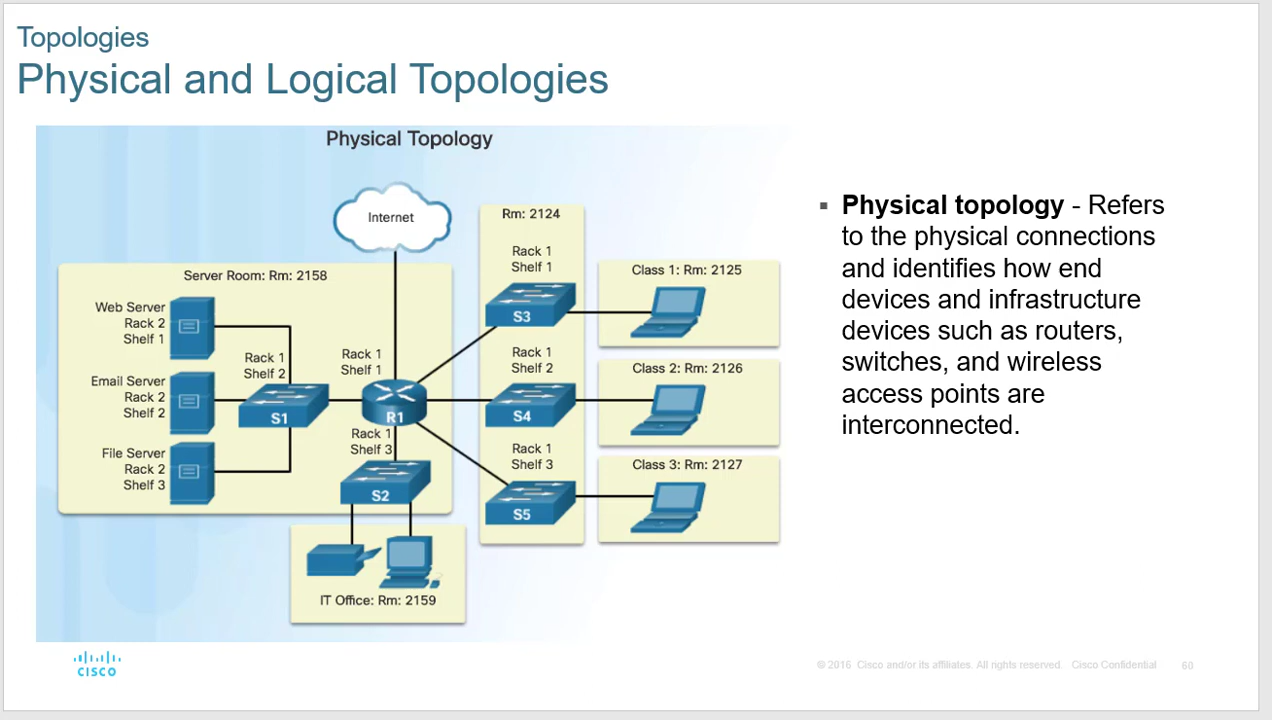 Topologies
Physical and Logical Topologies
Physical Topology
Internet
Server Room: Rm: 2158
Web Server
Rack 2
Shelf 1
Email Server
Rack 2
Shelf 2
File Server
Rack 2
Shelf 3
Rack 1
Shelf 2
S1
Rack 1
Shelf 1
R1
Rack 1
Shelf 3
S2
IT Office: Rm: 2159
Rm: 2124
Rack 1
Shelf 1
S3
Rack 1
Shelf 2
S4
Rack 1
Shelf 3
S5
Class 1: Rm: 2125
Class 2: Rm: 2126
Class 3: Rm: 2127
▪ Physical topology - Refers
to the physical connections
and identifies how end
devices and infrastructure
devices such as routers,
switches, and wireless
access points are
interconnected.
CISCO
© 2016 Cisco and/or its affiliates. All rights reserved. Cisco Confidential 60